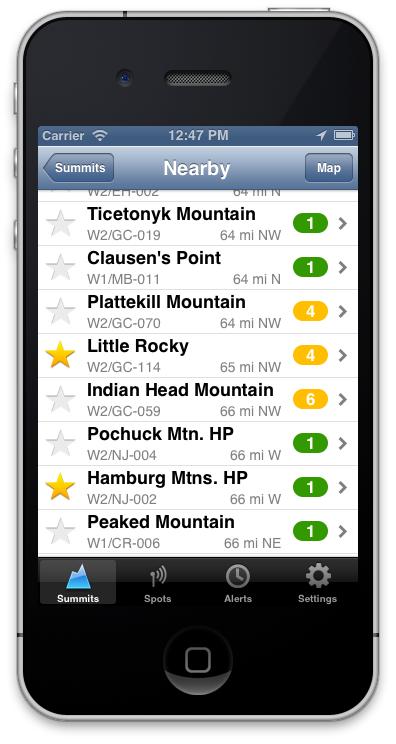 Carrier 12:47 PM
Summits Nearby Map
W2/EH-002 64 mi N
Ticetonyk Mountain 1
W2/GC-019 64 mi NW
Clausen's Point 1
W1/MB-011 64 mi N
Plattekill Mountain 4
W2/GC-070 64 mi NW
Little Rocky 4
W2/GC-114 65 mi NW
Indian Head Mountain 6
W2/GC-059 66 mi NW
Pochuck Mtn. HP 1
W2/NJ-004 66 mi W
Hamburg Mtns. HP 1
W2/NJ-002 66 mi W
Peaked Mountain 1
W1/CR-006 66 mi NE
Summits Spots Alerts Settings